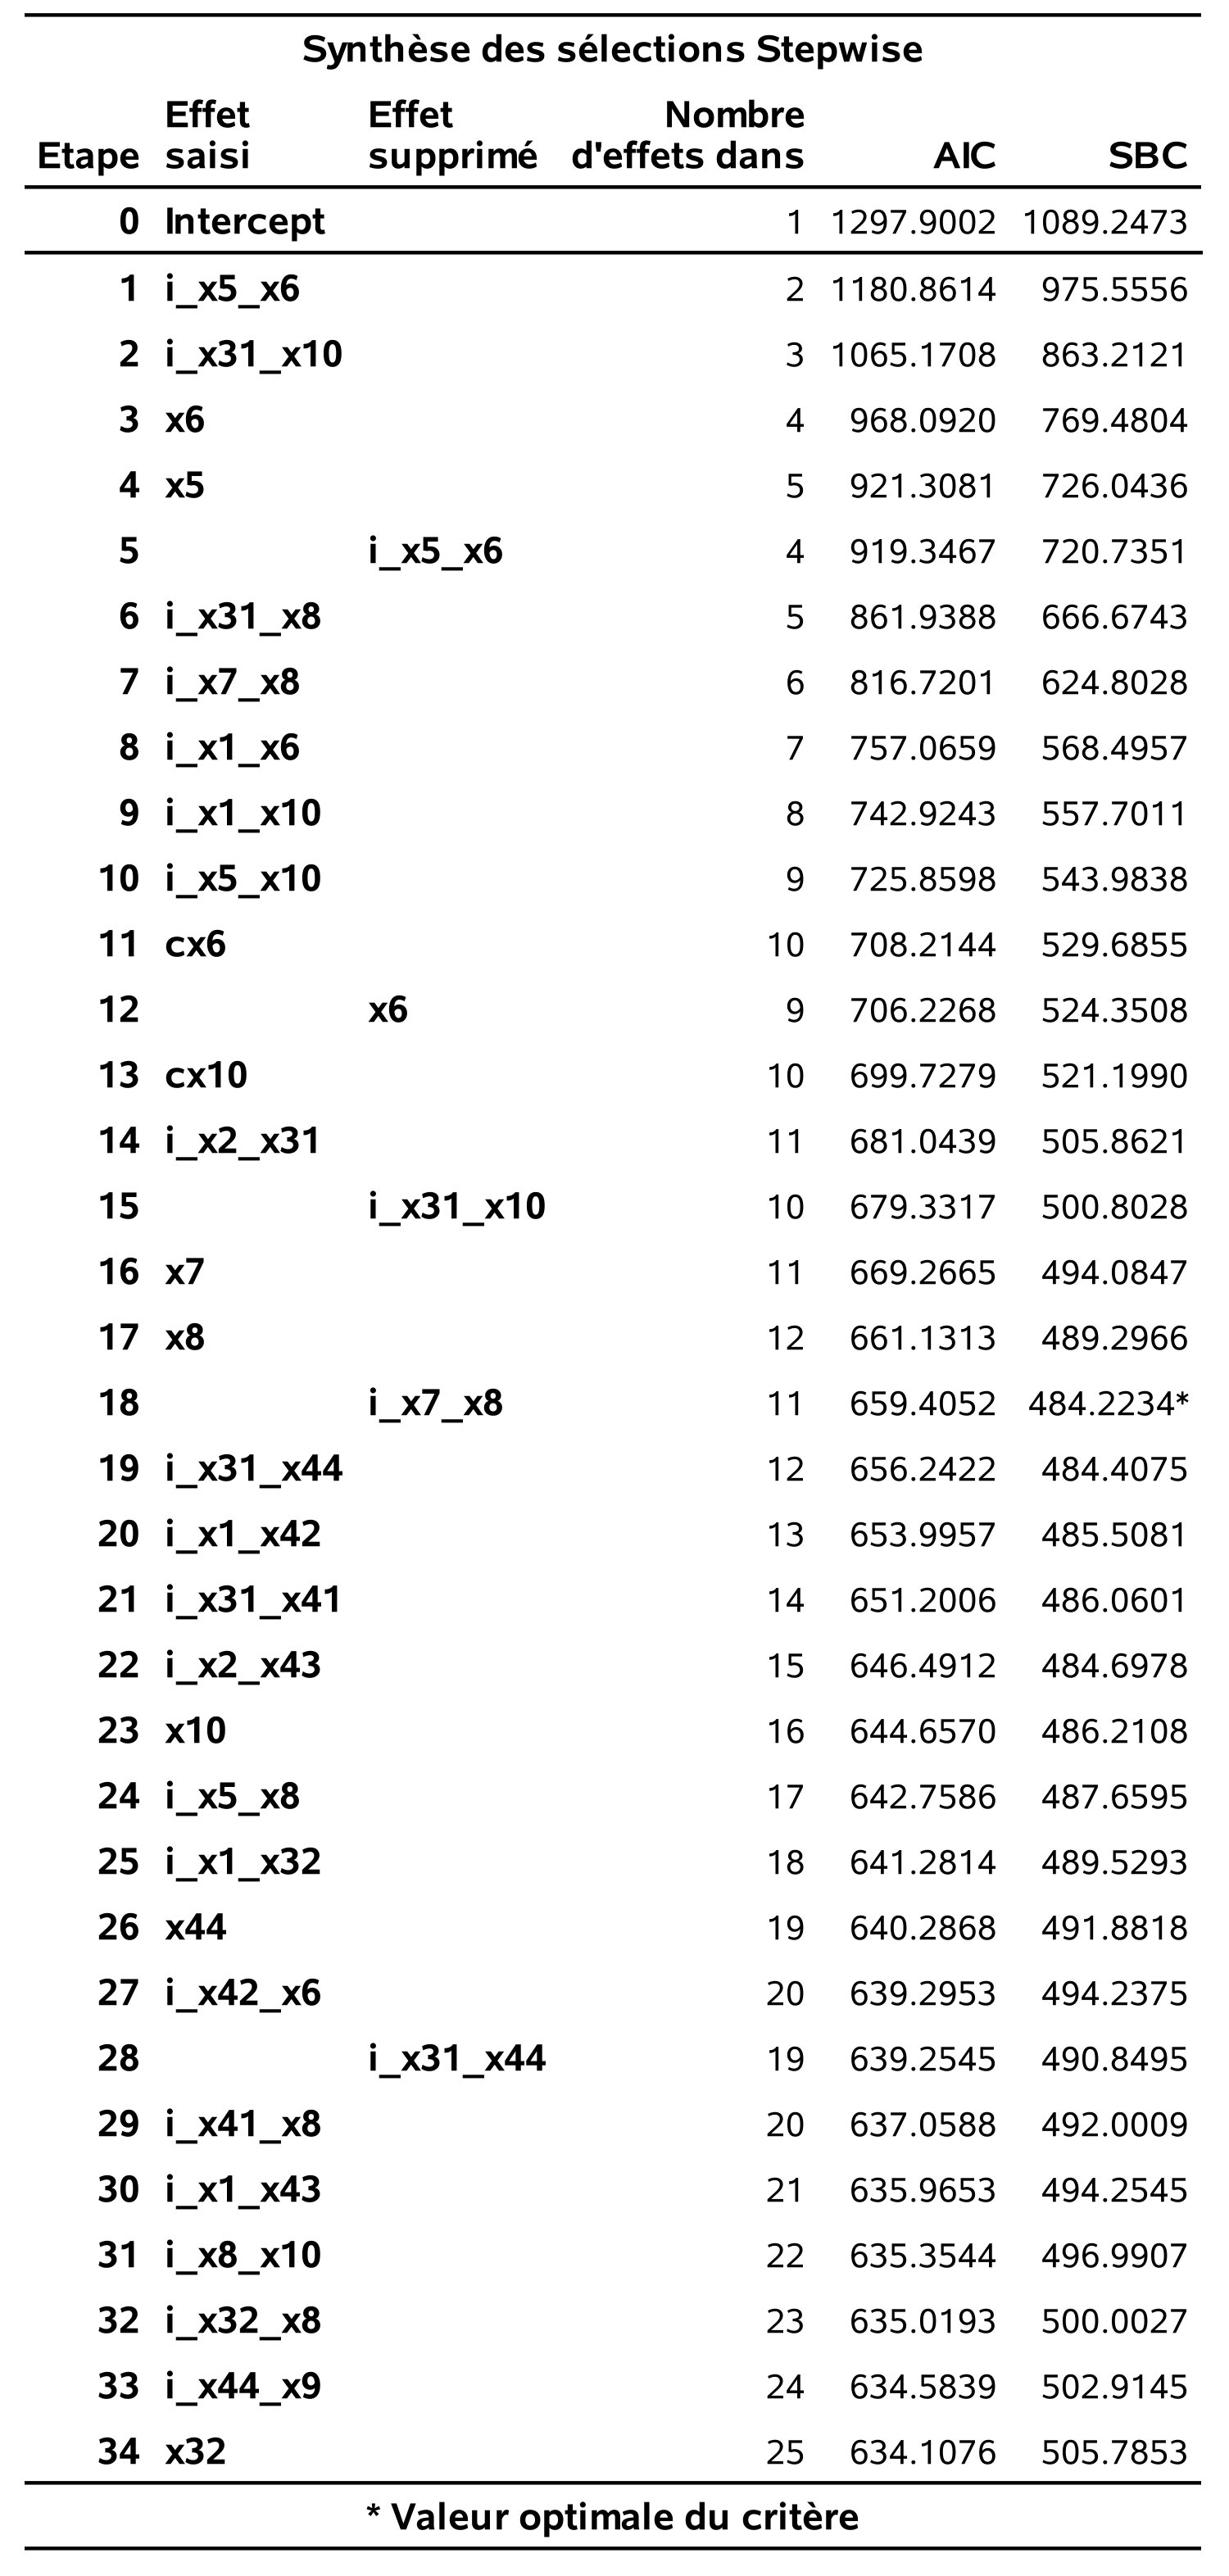 Synthèse des sélections Stepwise
Effet Effet Nombre
Etape saisi supprimé d'effets dans AIC SBC
0 Intercept 1 1297.9002 1089.2473
1 i_x5_x6 2 1180.8614 975.5556
2 i_x31_x10 3 1065.1708 863.2121
3 x6 4 968.0920 769.4804
4 x5 5 921.3081 726.0436
5 i_x5_x6 4 919.3467 720.7351
6 i_x31_x8 5 861.9388 666.6743
7 i_x7_x8 6 816.7201 624.8028
8 i_x1_x6 7 757.0659 568.4957
9 i_x1_x10 8 742.9243 557.7011
10 i_x5_x10 9 725.8598 543.9838
11 cx6 10 708.2144 529.6855
12 x6 9 706.2268 524.3508
13 cx10 10 699.7279 521.1990
14 i_x2_x31 11 681.0439 505.8621
15 i_x31_x10 10 679.3317 500.8028
16 x7 11 669.2665 494.0847
17 x8 12 661.1313 489.2966
18 i_x7_x8 11 659.4052 484.2234*
19 i_x31_x44 12 656.2422 484.4075
20 i_x1_x42 13 653.9957 485.5081
21 i_x31_x41 14 651.2006 486.0601
22 i_x2_x43 15 646.4912 484.6978
23 x10 16 644.6570 486.2108
24 i_x5_x8 17 642.7586 487.6595
25 i_x1_x32 18 641.2814 489.5293
26 x44 19 640.2868 491.8818
27 i_x42_x6 20 639.2953 494.2375
28 i_x31_x44 19 639.2545 490.8495
29 i_x41_x8 20 637.0588 492.0009
30 i_x1_x43 21 635.9653 494.2545
31 i_x8_x10 22 635.3544 496.9907
32 i_x32_x8 23 635.0193 500.0027
33 i_x44_x9 24 634.5839 502.9145
34 x32 25 634.1076 505.7853
* Valeur optimale du critère